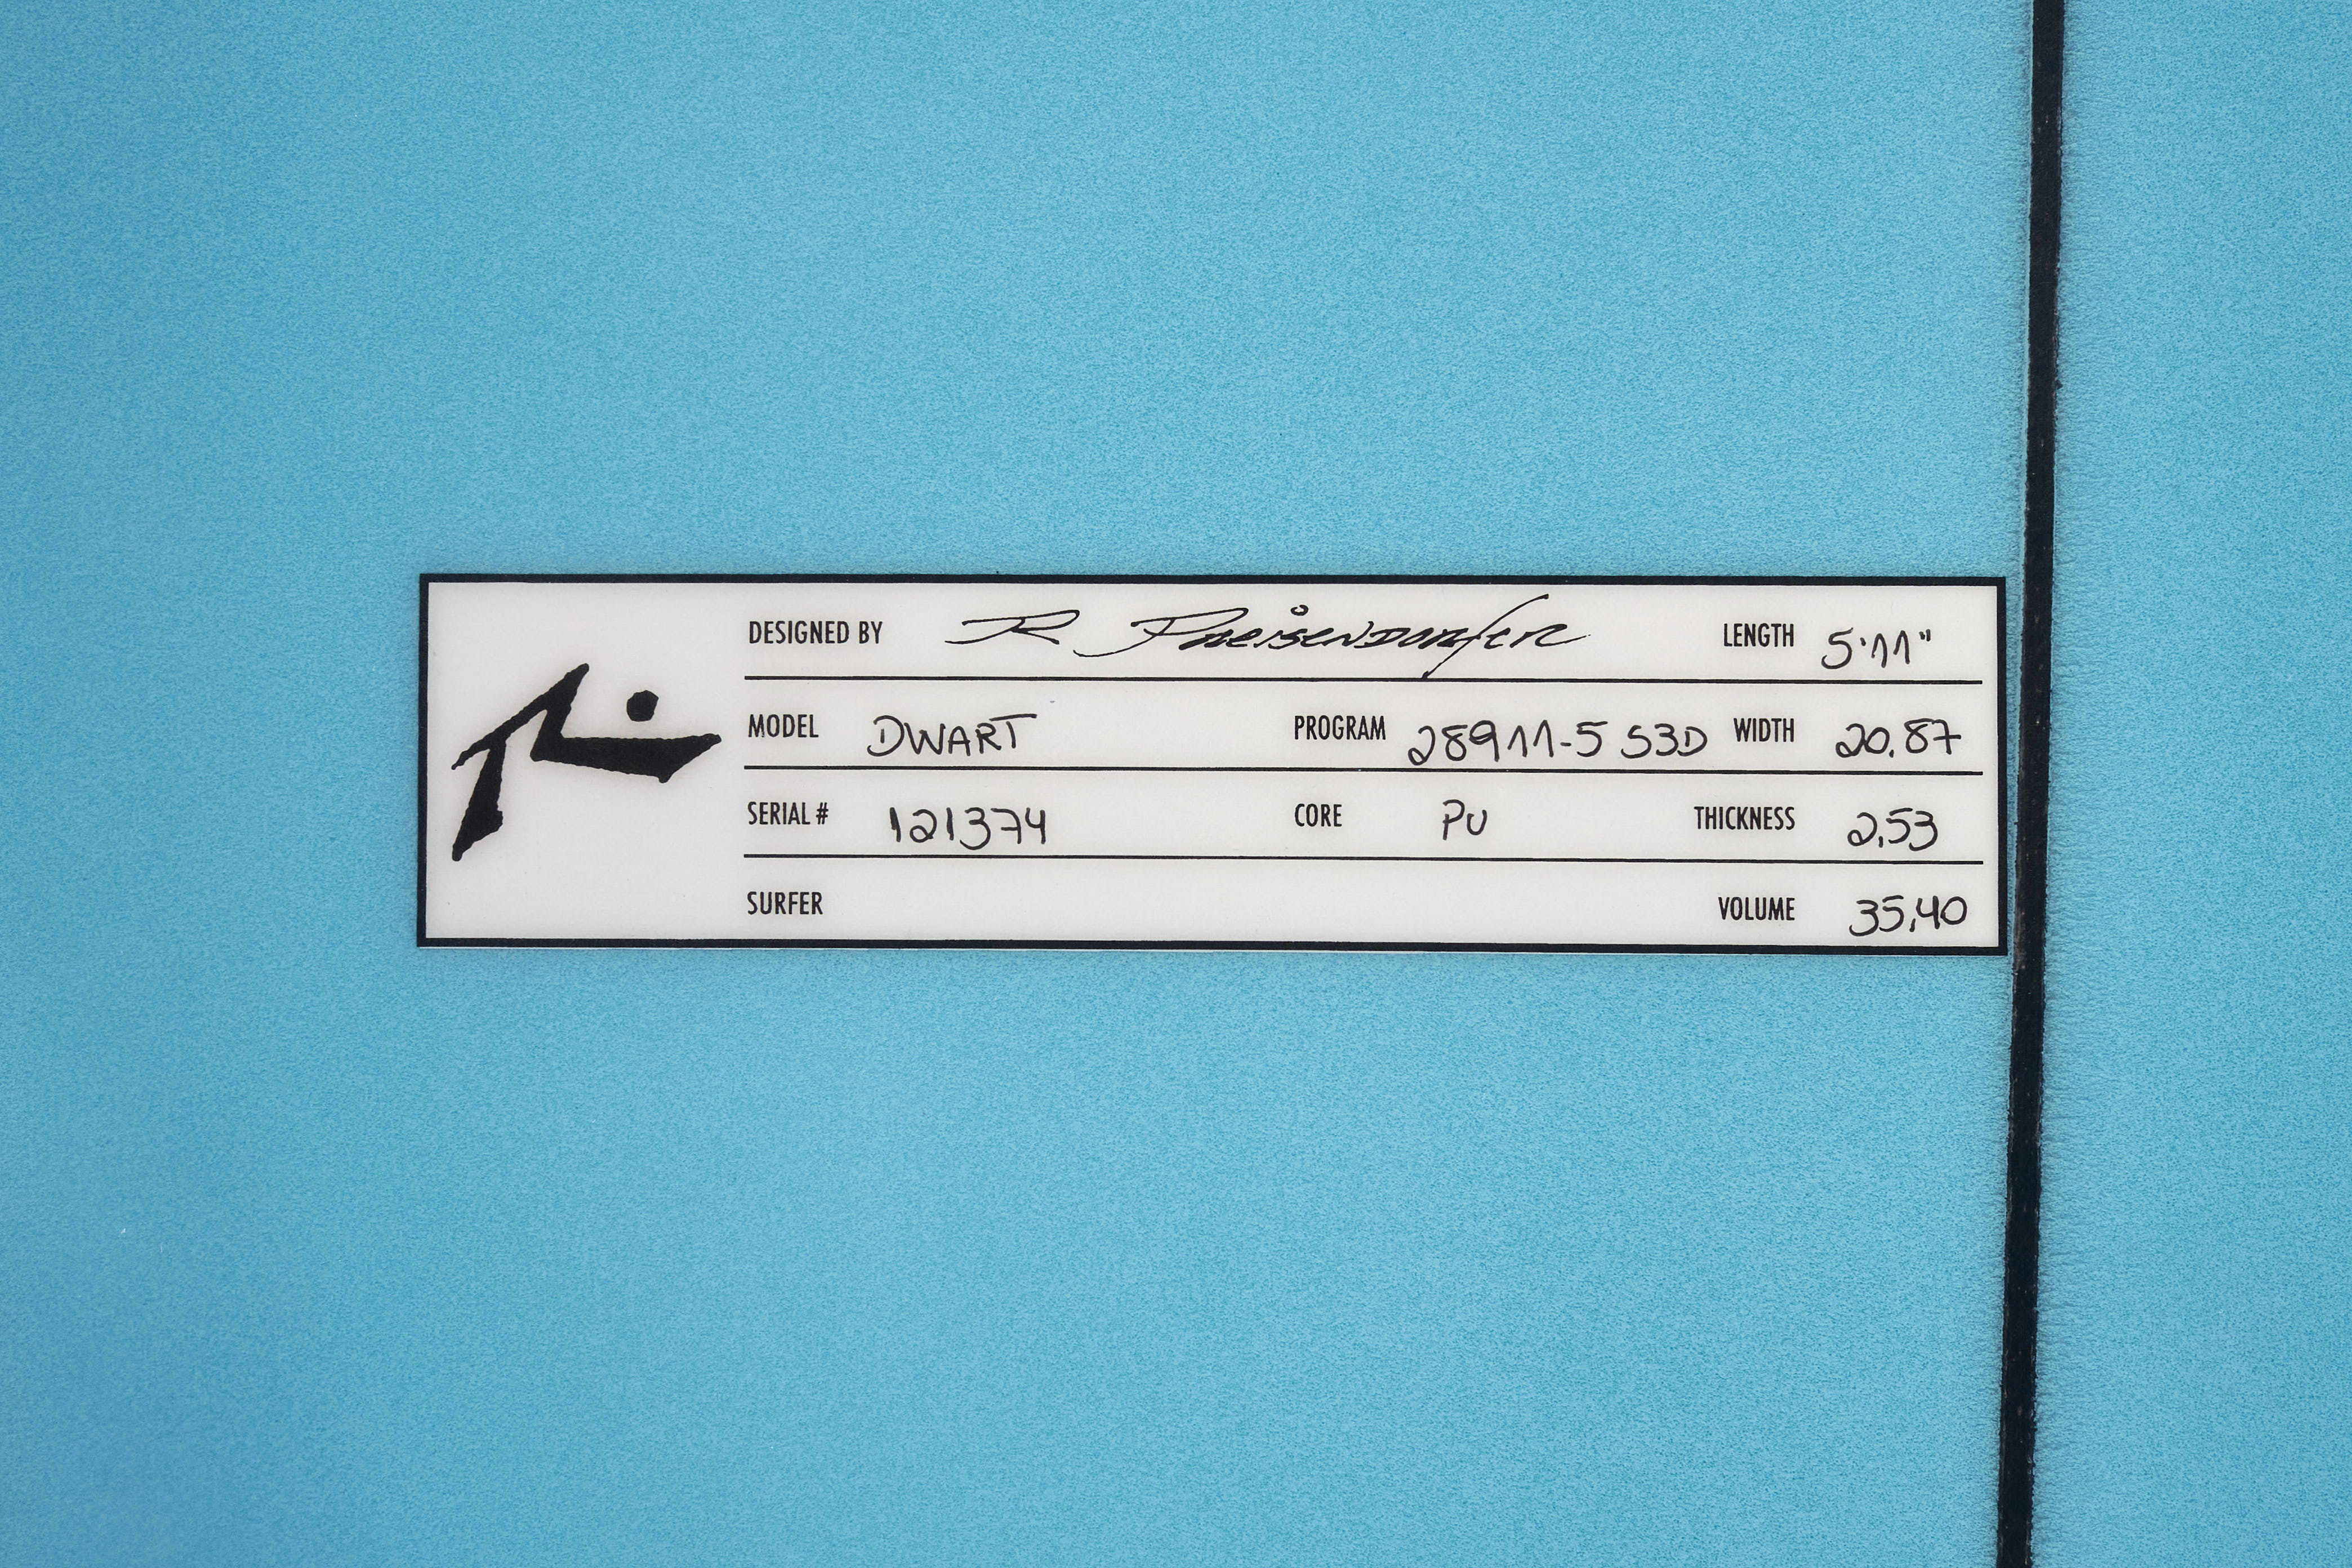 DESIGNED BY R Preisendorfer LENGTH 5'11"
MODEL DWART PROGRAM 28911-5 S3D WIDTH 20.87
SERIAL # 121374 CORE PU THICKNESS 2,53
SURFER VOLUME 35,40